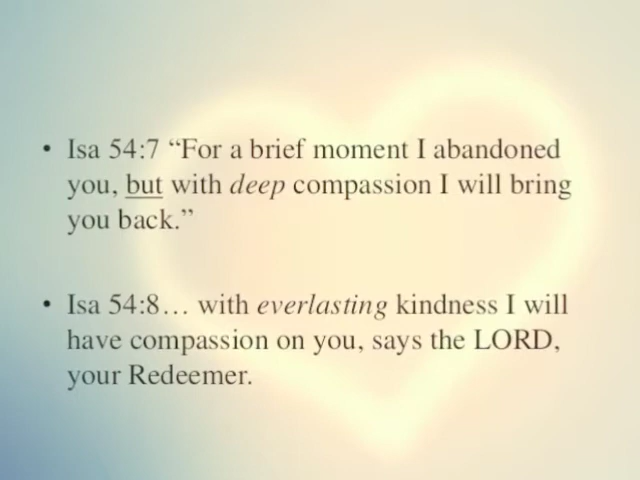 • Isa 54:7 “For a brief moment I abandoned
you, but with deep compassion I will bring
you back.”
• Isa 54:8… with everlasting kindness I will
have compassion on you, says the LORD,
your Redeemer.